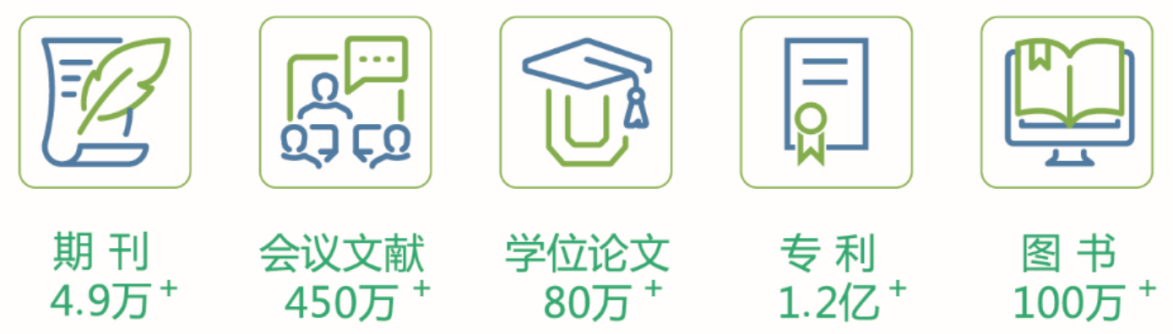 期刊
4.9万+
会议文献
450万+
学位论文
80万+
专利
1.2亿+
图书
100万+